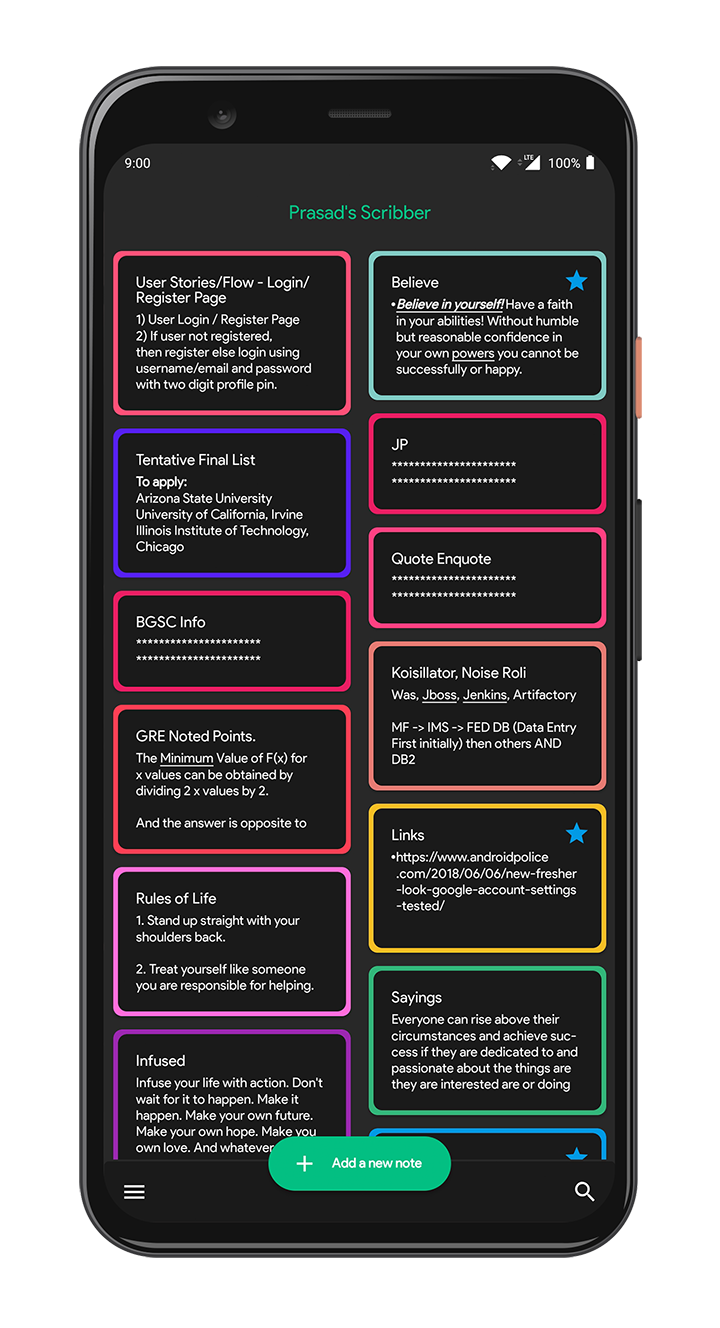 9:00
LTE
100%
Prasad's Scribber
User Stories/Flow - Login/
Register Page
1) User Login / Register Page
2) If user not registered,
then register else login using
username/email and password
with two digit profile pin.
Tentative Final List
To apply:
Arizona State University
University of California, Irvine
Illinois Institute of Technology,
Chicago
BGSC Info
**********************
**********************
GRE Noted Points.
The Minimum Value of F(x) for
x values can be obtained by
dividing 2 x values by 2.
And the answer is opposite to
Rules of Life
1. Stand up straight with your
shoulders back.
2. Treat yourself like someone
you are responsible for helping.
Infused
Infuse your life with action. Don't
wait for it to happen. Make it
happen. Make your own future.
Make your own hope. Make you
own love. And whatever
Believe
•Believe in yourself! Have a faith
in your abilities! Without humble
but reasonable confidence in
your own powers you cannot be
successfully or happy.
JP
**********************
**********************
Quote Enquote
**********************
**********************
Koisillator, Noise Roli
Was, Jboss, Jenkins, Artifactory
MF -> IMS -> FED DB (Data Entry
First initially) then others AND
DB2
Links
•https://www.androidpolice
.com/2018/06/06/new-fresher
-look-google-account-settings
-tested/
Sayings
Everyone can rise above their
circumstances and achieve suc-
cess if they are dedicated to and
passionate about the things are
they are interested are or doing
+ Add a new note